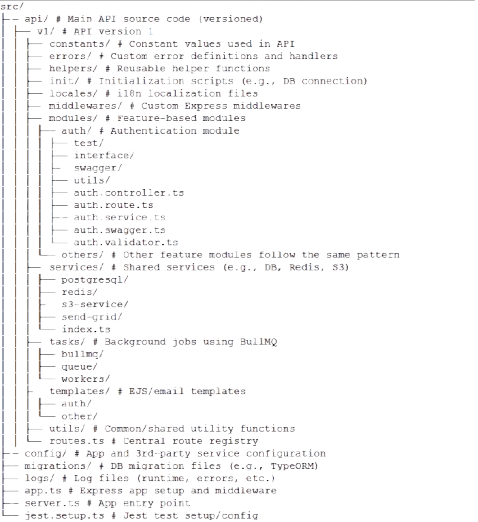 src/
├── api/ # Main API source code (versioned)
│   ├── v1/ # API version 1
│   │   ├── constants/ # Constant values used in API
│   │   ├── errors/ # Custom error definitions and handlers
│   │   ├── helpers/ # Reusable helper functions
│   │   ├── init/ # Initialization scripts (e.g., DB connection)
│   │   ├── locales/ # i18n localization files
│   │   ├── middlewares/ # Custom Express middlewares
│   │   ├── modules/ # Feature-based modules
│   │   │   ├── auth/ # Authentication module
│   │   │   │   ├── test/
│   │   │   │   ├── interface/
│   │   │   │   ├── swagger/
│   │   │   │   ├── utils/
│   │   │   │   ├── auth.controller.ts
│   │   │   │   ├── auth.route.ts
│   │   │   │   ├── auth.service.ts
│   │   │   │   ├── auth.swagger.ts
│   │   │   │   └── auth.validator.ts
│   │   │   └── others/ # Other feature modules follow the same pattern
│   │   ├── services/ # Shared services (e.g., DB, Redis, S3)
│   │   │   ├── postgresql/
│   │   │   ├── redis/
│   │   │   ├── s3-service/
│   │   │   ├── send-grid/
│   │   │   └── index.ts
│   │   ├── tasks/ # Background jobs using BullMQ
│   │   │   ├── bullmq/
│   │   │   ├── queue/
│   │   │   └── workers/
│   │   ├── templates/ # EJS/email templates
│   │   │   ├── auth/
│   │   │   └── other/
│   │   ├── utils/ # Common/shared utility functions
│   │   └── routes.ts # Central route registry
├── config/ # App and 3rd-party service configuration
├── migrations/ # DB migration files (e.g., TypeORM)
├── logs/ # Log files (runtime, errors, etc.)
├── app.ts # Express app setup and middleware
├── server.ts # App entry point
└── jest.setup.ts # Jest test setup/config